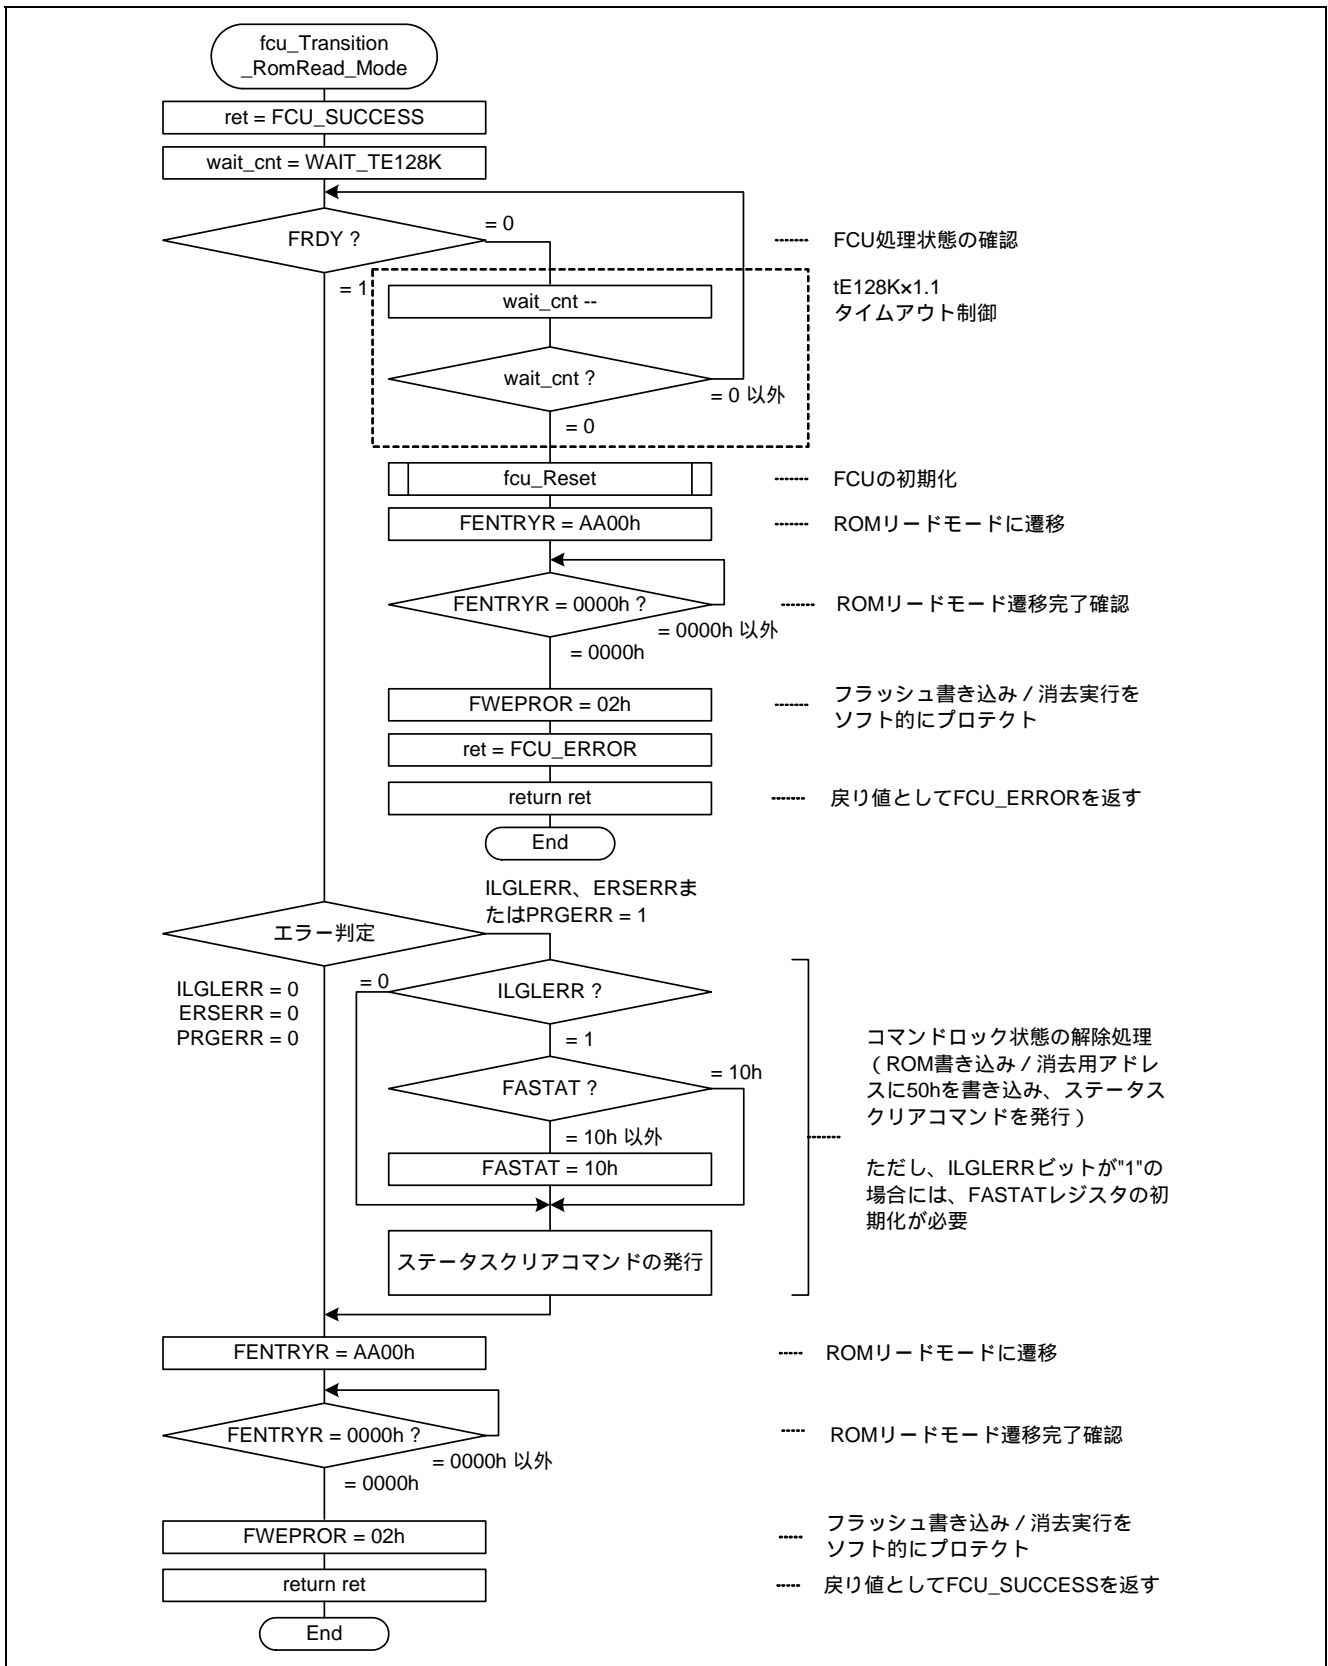 fcu_Transition
_RomRead_Mode
ret = FCU_SUCCESS
wait_cnt = WAIT_TE128K
FRDY ?
= 0
= 1
FCU処理状態の確認
wait_cnt --
tE128K×1.1
タイムアウト制御
wait_cnt ?
= 0 以外
= 0
fcu_Reset
FCUの初期化
FENTRYR = AA00h
ROMリードモードに遷移
FENTRYR = 0000h ?
ROMリードモード遷移完了確認
= 0000h 以外
= 0000h
FWEPROR = 02h
フラッシュ書き込み / 消去実行を
ソフト的にプロテクト
ret = FCU_ERROR
return ret
戻り値としてFCU_ERRORを返す
End
ILGLERR、ERSERRま
たはPRGERR = 1
エラー判定
ILGLERR = 0
ERSERR = 0
PRGERR = 0
= 0
ILGLERR ?
= 1
FASTAT ?
= 10h
= 10h 以外
FASTAT = 10h
ステータスクリアコマンドの発行
コマンドロック状態の解除処理
( ROM書き込み / 消去用アドレ
スに50hを書き込み、ステータス
クリアコマンドを発行 )
ただし、ILGLERRビットが"1"の
場合には、FASTATレジスタの初
期化が必要
FENTRYR = AA00h
ROMリードモードに遷移
FENTRYR = 0000h ?
ROMリードモード遷移完了確認
= 0000h 以外
= 0000h
FWEPROR = 02h
フラッシュ書き込み / 消去実行を
ソフト的にプロテクト
return ret
戻り値としてFCU_SUCCESSを返す
End